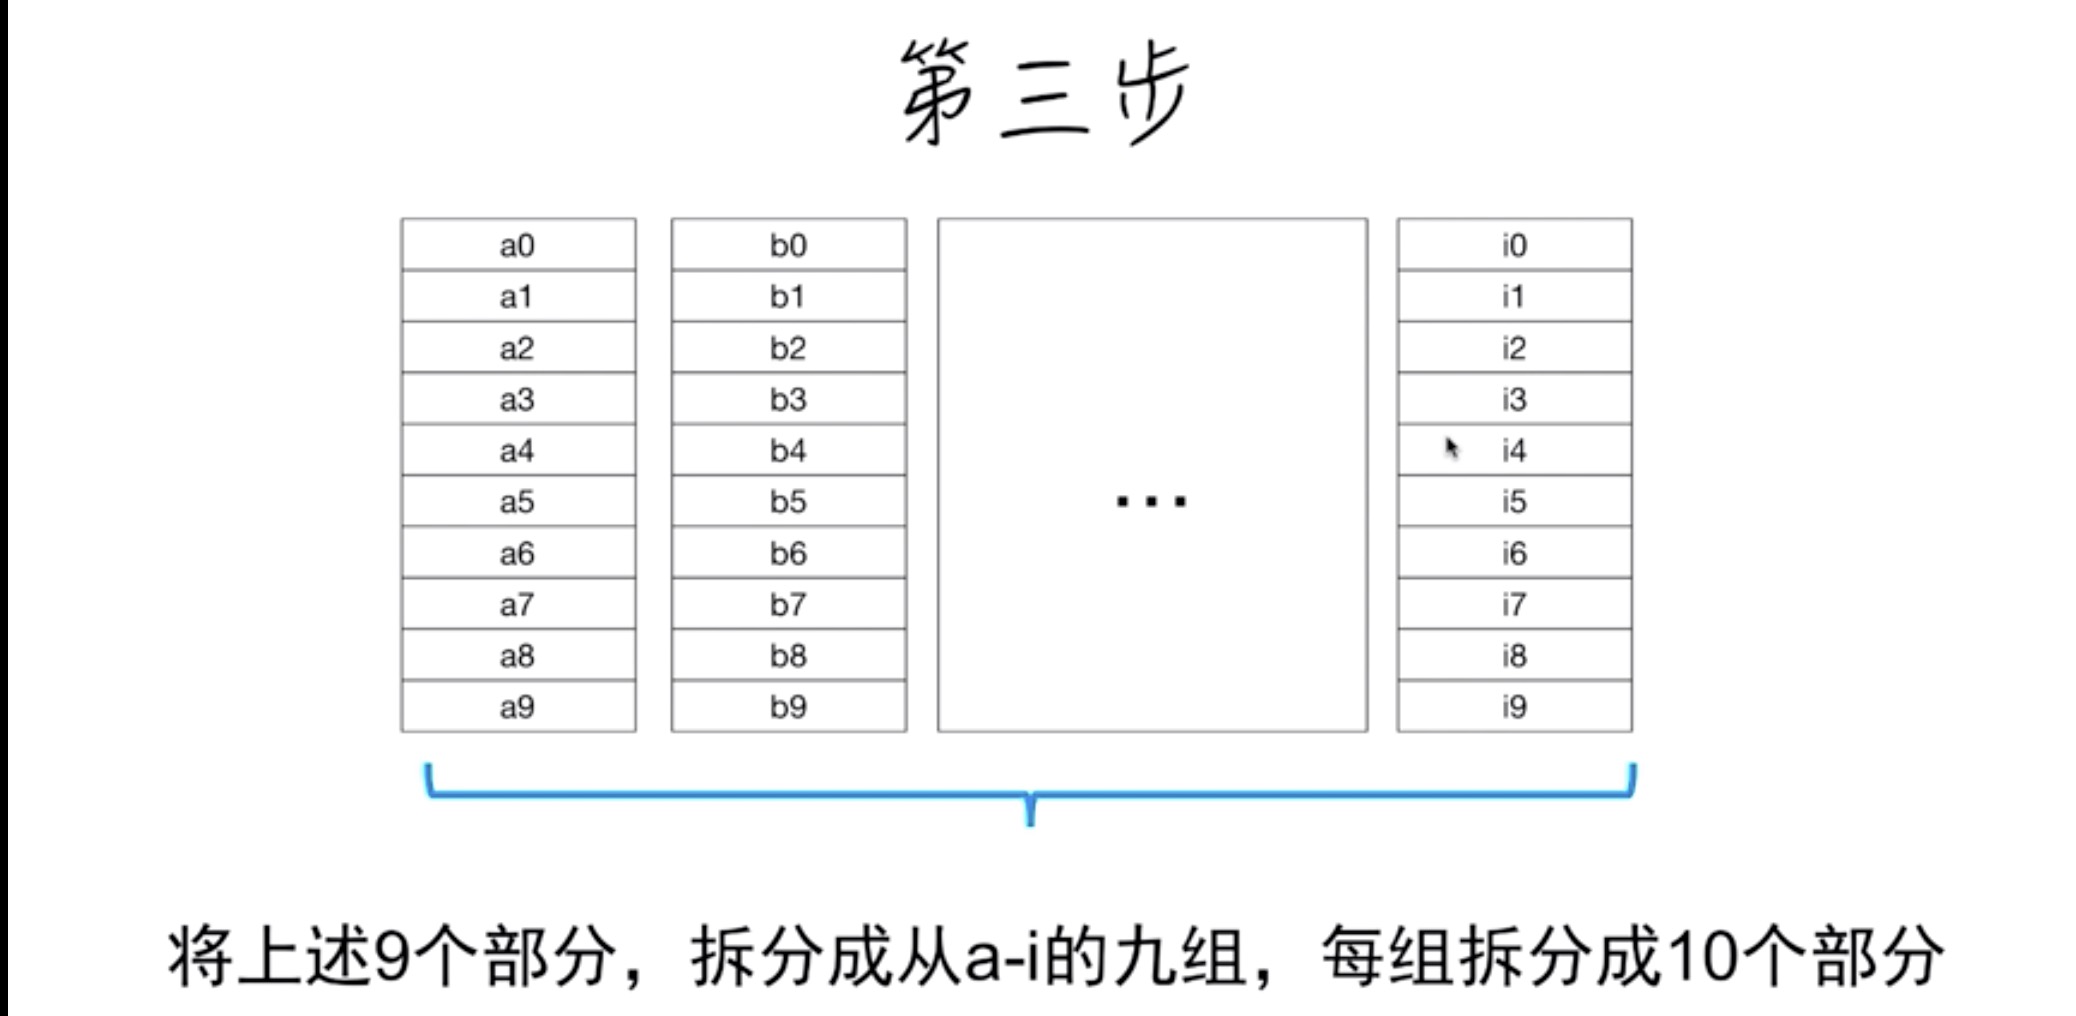 第三步
a0 b0 i0
a1 b1 i1
a2 b2 i2
a3 b3 i3
a4 b4 i4
a5 b5 ... i5
a6 b6 i6
a7 b7 i7
a8 b8 i8
a9 b9 i9
将上述9个部分，拆分成从a-i的九组，每组拆分成10个部分